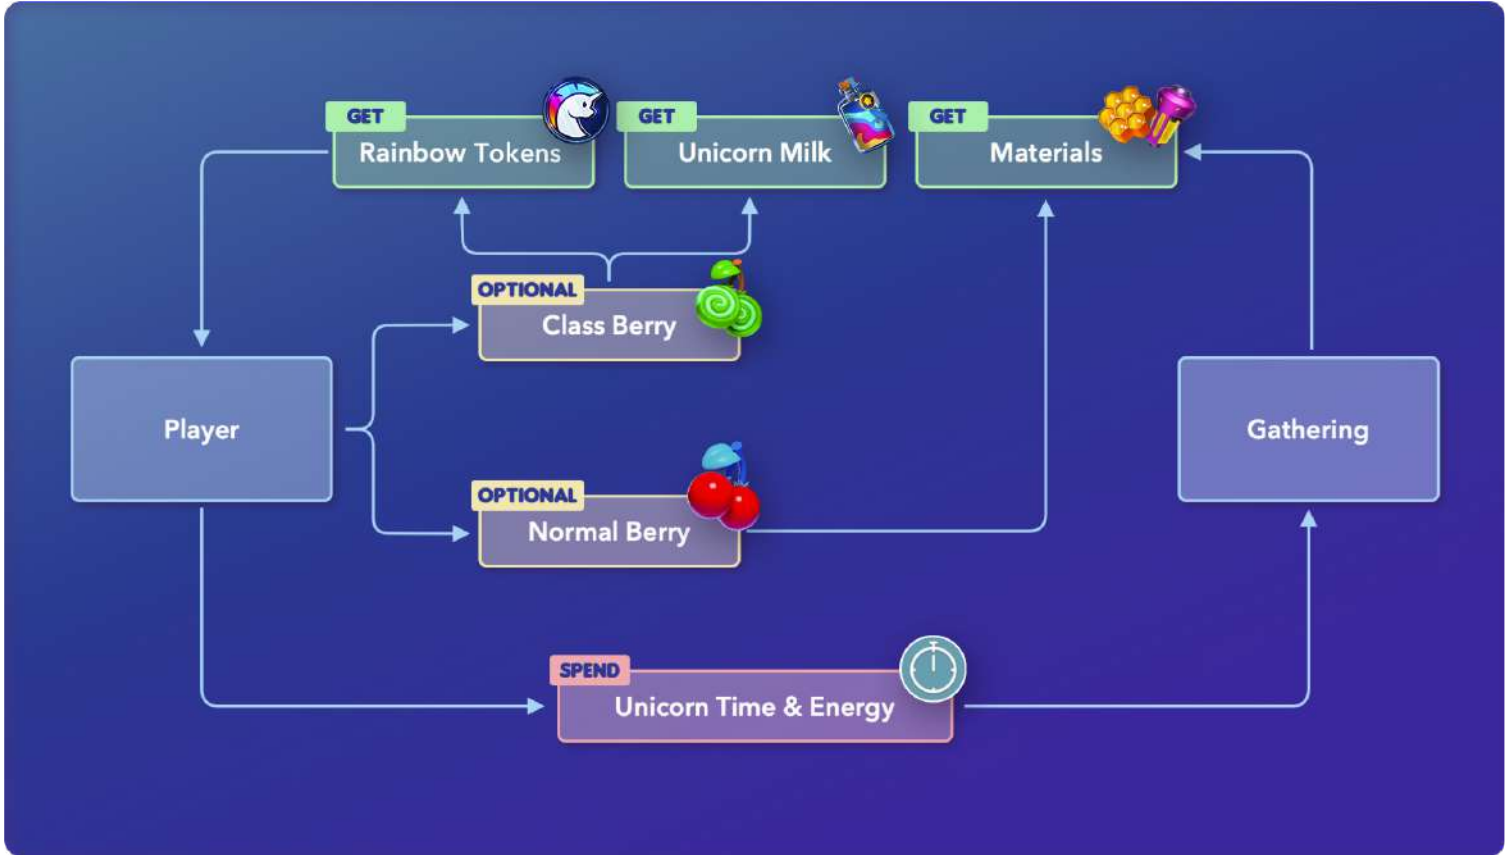 GET
Rainbow Tokens
GET
Unicorn Milk
GET
Materials
OPTIONAL
Class Berry
Player
Gathering
OPTIONAL
Normal Berry
SPEND
Unicorn Time & Energy